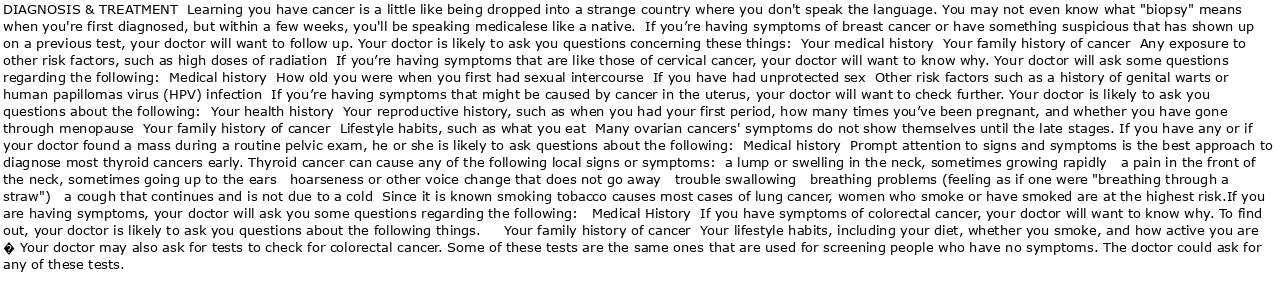 DIAGNOSIS & TREATMENT  Learning you have cancer is a little like being dropped into a strange country where you don't speak the language. You may not even know what "biopsy" means
when you're first diagnosed, but within a few weeks, you'll be speaking medicalese like a native.  If you’re having symptoms of breast cancer or have something suspicious that has shown up
on a previous test, your doctor will want to follow up. Your doctor is likely to ask you questions concerning these things:  Your medical history  Your family history of cancer  Any exposure to
other risk factors, such as high doses of radiation  If you’re having symptoms that are like those of cervical cancer, your doctor will want to know why. Your doctor will ask some questions
regarding the following:  Medical history  How old you were when you first had sexual intercourse  If you have had unprotected sex  Other risk factors such as a history of genital warts or
human papillomas virus (HPV) infection  If you’re having symptoms that might be caused by cancer in the uterus, your doctor will want to check further. Your doctor is likely to ask you
questions about the following:   Your health history  Your reproductive history, such as when you had your first period, how many times you’ve been pregnant, and whether you have gone
through menopause  Your family history of cancer  Lifestyle habits, such as what you eat  Many ovarian cancers' symptoms do not show themselves until the late stages. If you have any or if
your doctor found a mass during a routine pelvic exam, he or she is likely to ask questions about the following:  Medical history  Prompt attention to signs and symptoms is the best approach to
diagnose most thyroid cancers early. Thyroid cancer can cause any of the following local signs or symptoms:  a lump or swelling in the neck, sometimes growing rapidly   a pain in the front of
the neck, sometimes going up to the ears   hoarseness or other voice change that does not go away   trouble swallowing   breathing problems (feeling as if one were "breathing through a
straw")   a cough that continues and is not due to a cold  Since it is known smoking tobacco causes most cases of lung cancer, women who smoke or have smoked are at the highest risk.If you
are having symptoms, your doctor will ask you some questions regarding the following:   Medical History  If you have symptoms of colorectal cancer, your doctor will want to know why. To find
out, your doctor is likely to ask you questions about the following things.     Your family history of cancer  Your lifestyle habits, including your diet, whether you smoke, and how active you are
� Your doctor may also ask for tests to check for colorectal cancer. Some of these tests are the same ones that are used for screening people who have no symptoms. The doctor could ask for
any of these tests.